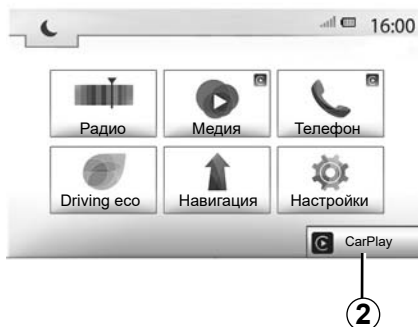 16:00
Радио Медия Телефон
Driving eco Навигация Настройки
CarPlay
2